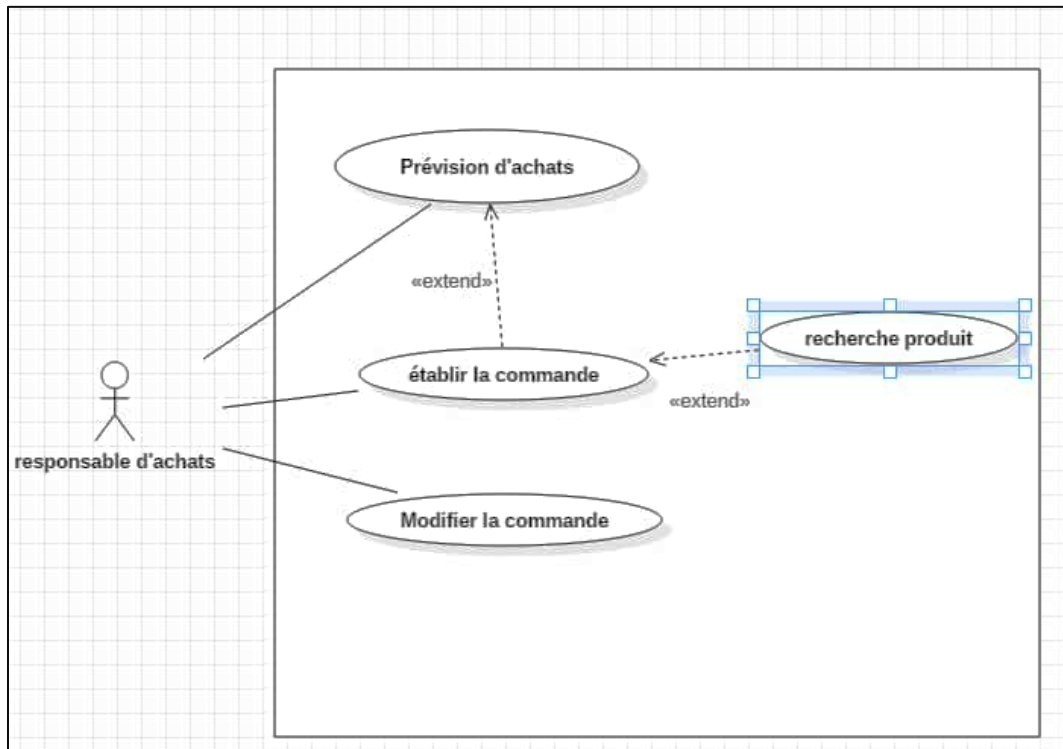 Prévision d'achats
«extend»
recherche produit
établir la commande
«extend»
responsable d'achats
Modifier la commande